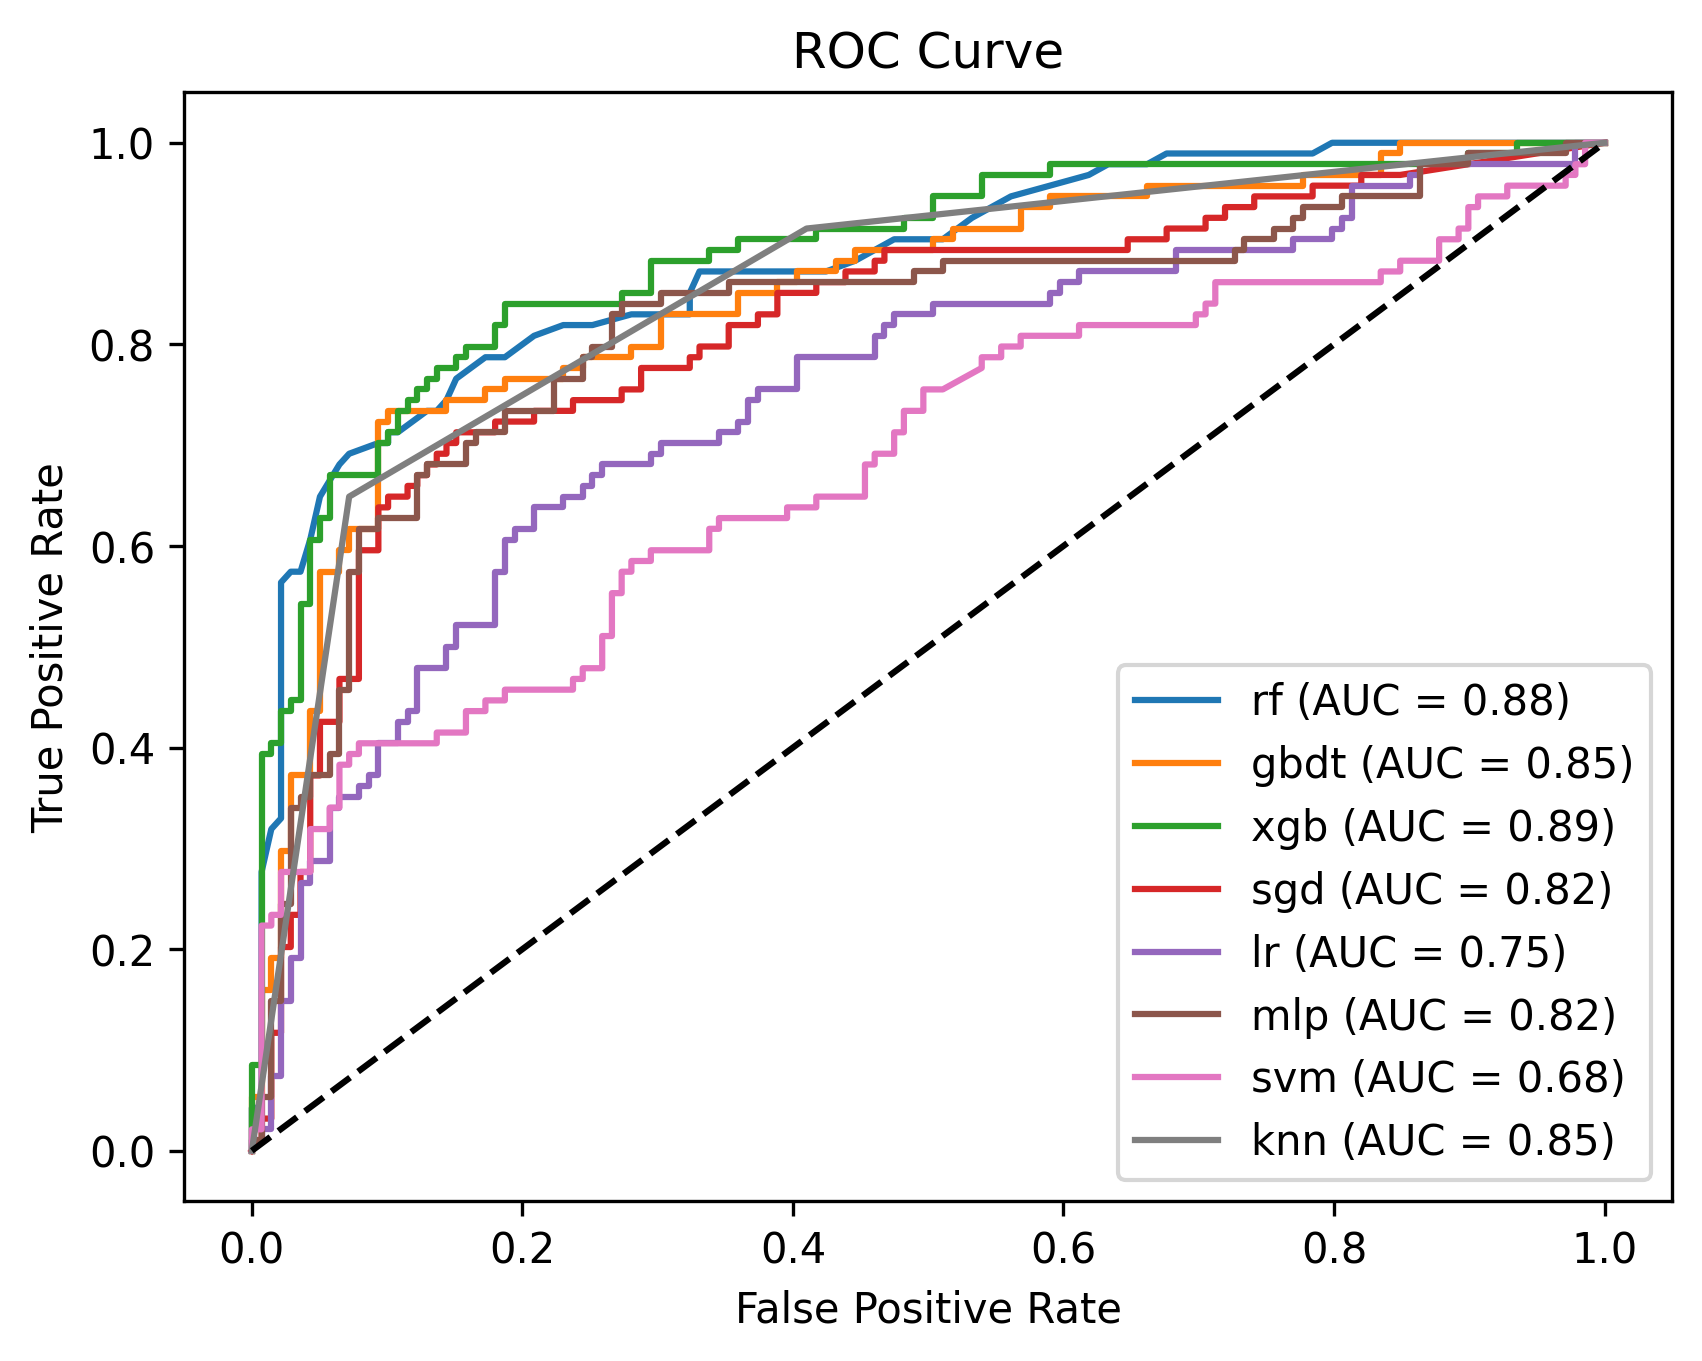 ROC Curve
1.0
0.8
0.6
0.4
0.2
0.0
True Positive Rate
rf (AUC = 0.88)
gbdt (AUC = 0.85)
xgb (AUC = 0.89)
sgd (AUC = 0.82)
lr (AUC = 0.75)
mlp (AUC = 0.82)
svm (AUC = 0.68)
knn (AUC = 0.85)
0.0 0.2 0.4 0.6 0.8 1.0
False Positive Rate